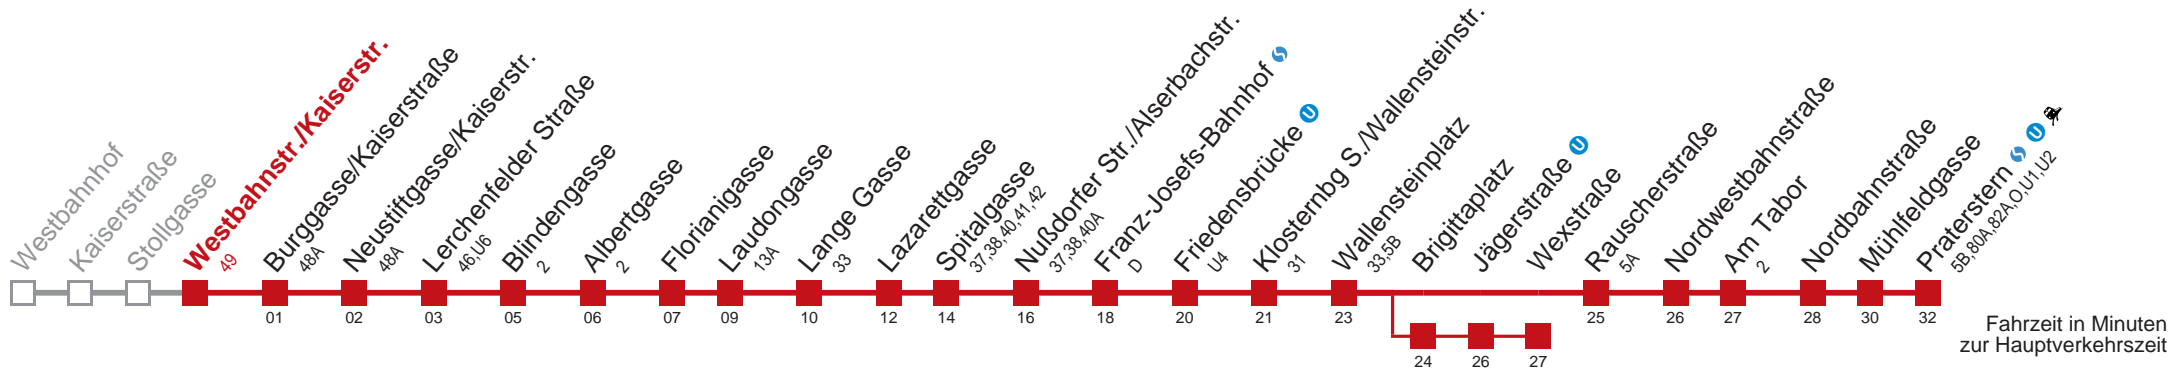 Westbahnhof
Kaiserstraße
Stollgasse
Westbahnstr./Kaiserstr.
49
Burggasse/Kaiserstraße
48A
01
Neustiftgasse/Kaiserstr.
48A
02
Lerchenfelder Straße
46,U6
03
Blindengasse
2
05
Albertgasse
2
06
Florianigasse
07
Laudongasse
13A
09
Lange Gasse
33
10
Lazarettgasse
12
Spitalgasse
37,38,40,41,42
14
Nußdorfer Str./Alserbachstr.
37,38,40A
16
Franz-Josefs-Bahnhof S
D
18
Friedensbrücke U
U4
20
Klosternbg S./Wallensteinstr.
31
21
Wallensteinplatz
33,5B
23
Brigittaplatz
24
Jägerstraße U
26
Wexstraße
27
Rauscherstraße
5A
25
Nordwestbahnstraße
26
Am Tabor
2
27
Nordbahnstraße
28
Mühlfeldgasse
30
Praterstern S U
5B,80A,82A,O,U1,U2
32
Fahrzeit in Minuten
zur Hauptverkehrszeit